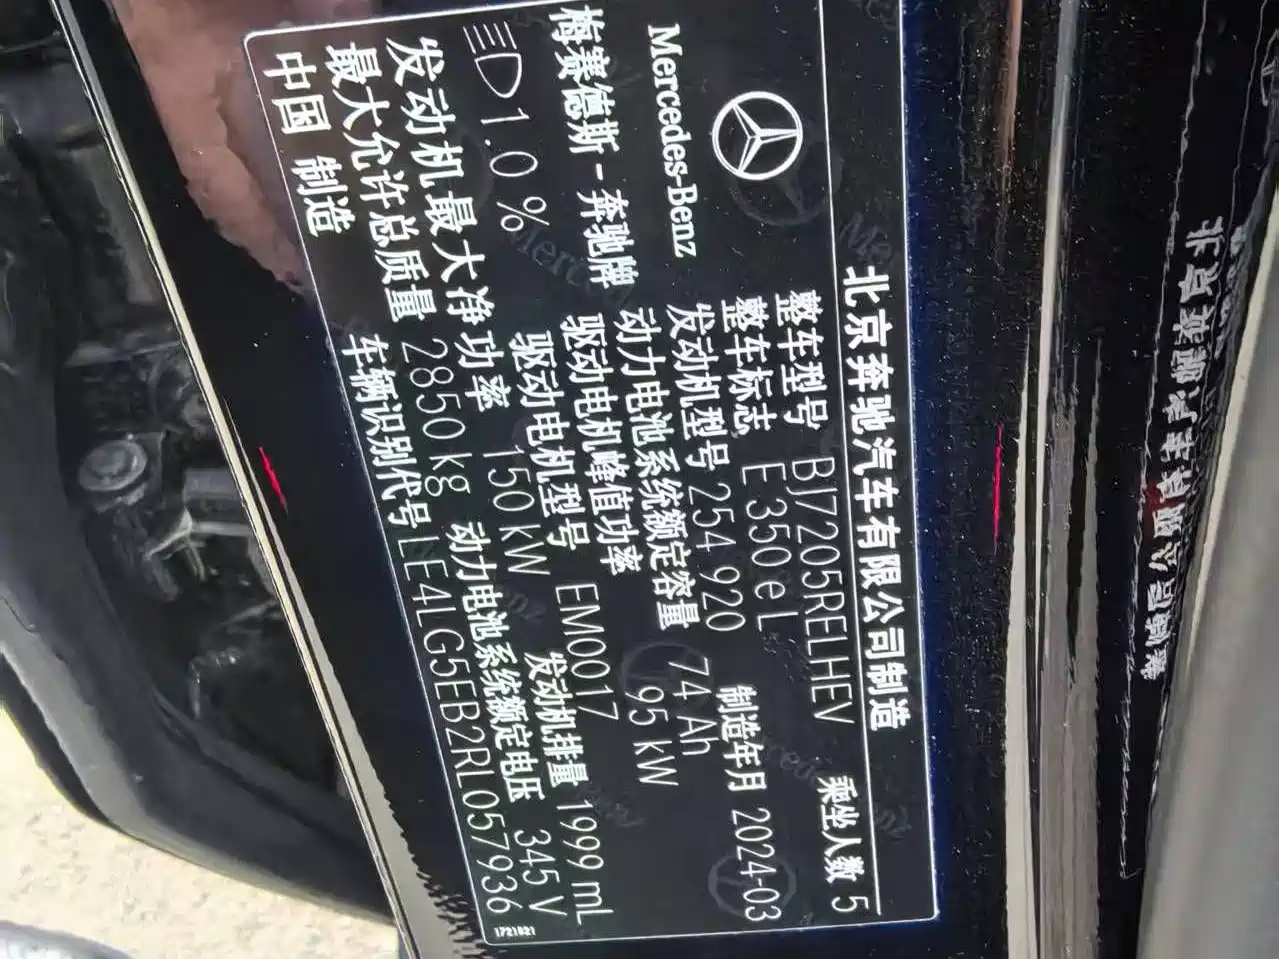 北京奔驰汽车有限公司制造
Mercedes-Benz
梅赛德斯-奔驰牌
1.0 %
整车型号 BJ7205RELHEV 乘坐人数 5
整车标志 E 350 e L
发动机型号 254 920 制造年月 2024-03
动力电池系统额定容量 74 Ah
驱动电机峰值功率 95 kW
驱动电机型号 EM0017 发动机排量 1999 mL
发动机最大净功率 150 kW 动力电池系统额定电压 345 V
最大允许总质量 2850 kg
中国 制造 车辆识别代号 LE4LG5EB2RL057936
1721821